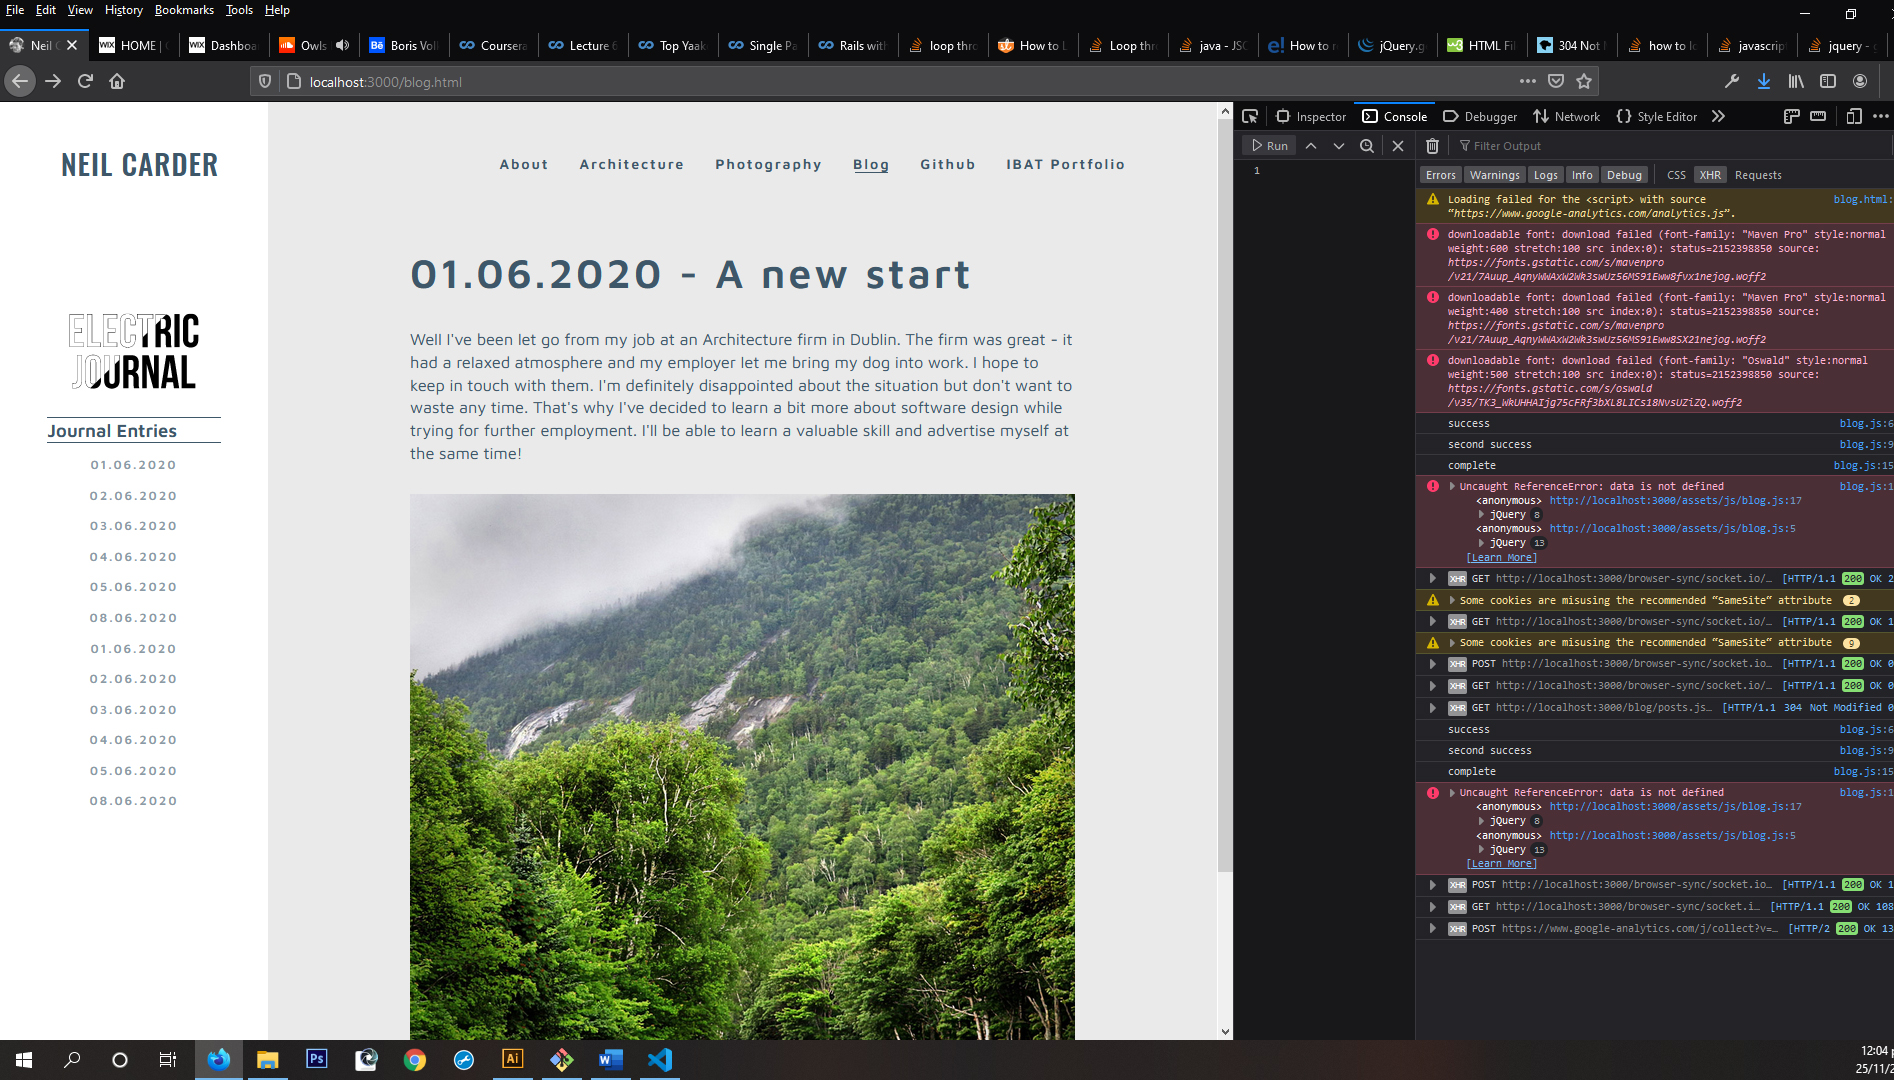 File Edit View History Bookmarks Tools Help
Neil C HOME | Dashboa Owls Boris Voll Coursera Lecture 6 Top Yaak Single Pa Rails with loop thro How to L Loop thr java - JSO How to r jQuery.g HTML Fil 304 Not how to lo javascrip jquery -
localhost:3000/blog.html
NEIL CARDER
ELECTRIC
JOURNAL
Journal Entries
01.06.2020
02.06.2020
03.06.2020
04.06.2020
05.06.2020
08.06.2020
01.06.2020
02.06.2020
03.06.2020
04.06.2020
05.06.2020
08.06.2020
About Architecture Photography Blog Github IBAT Portfolio
01.06.2020 - A new start
Well I've been let go from my job at an Architecture firm in Dublin. The firm was great - it
had a relaxed atmosphere and my employer let me bring my dog into work. I hope to
keep in touch with them. I'm definitely disappointed about the situation but don't want to
waste any time. That's why I've decided to learn a bit more about software design while
trying for further employment. I'll be able to learn a valuable skill and advertise myself at
the same time!
Inspector Console Debugger Network Style Editor
Run
Filter Output
1
Errors Warnings Logs Info Debug CSS XHR Requests
Loading failed for the <script> with source blog.html:
“https://www.google-analytics.com/analytics.js”.
downloadable font: download failed (font-family: "Maven Pro" style:normal
weight:600 stretch:100 src index:0): status=2152398850 source:
https://fonts.gstatic.com/s/mavenpro
/v21/7Auup_AqnyWWAxW2Wk3swUz56MS91Eww8fvx1nejog.woff2
downloadable font: download failed (font-family: "Maven Pro" style:normal
weight:400 stretch:100 src index:0): status=2152398850 source:
https://fonts.gstatic.com/s/mavenpro
/v21/7Auup_AqnyWWAxW2Wk3swUz56MS91Eww8SX21nejog.woff2
downloadable font: download failed (font-family: "Oswald" style:normal
weight:500 stretch:100 src index:0): status=2152398850 source:
https://fonts.gstatic.com/s/oswald
/v35/TK3_WkUHHAIjg75cFRf3bXL8LICs18NvsUZiZQ.woff2
success blog.js:6
second success blog.js:9
complete blog.js:15
Uncaught ReferenceError: data is not defined blog.js:1
<anonymous> http://localhost:3000/assets/js/blog.js:17
jQuery 8
<anonymous> http://localhost:3000/assets/js/blog.js:5
jQuery 13
[Learn More]
XHR GET http://localhost:3000/browser-sync/socket.io/… [HTTP/1.1 200 OK 2
Some cookies are misusing the recommended “SameSite“ attribute 2
XHR GET http://localhost:3000/browser-sync/socket.io/… [HTTP/1.1 200 OK 1
Some cookies are misusing the recommended “SameSite“ attribute 9
XHR POST http://localhost:3000/browser-sync/socket.io… [HTTP/1.1 200 OK 0
XHR GET http://localhost:3000/browser-sync/socket.io/… [HTTP/1.1 200 OK 0
XHR GET http://localhost:3000/blog/posts.js… [HTTP/1.1 304 Not Modified 0
success blog.js:6
second success blog.js:9
complete blog.js:15
Uncaught ReferenceError: data is not defined blog.js:1
<anonymous> http://localhost:3000/assets/js/blog.js:17
jQuery 8
<anonymous> http://localhost:3000/assets/js/blog.js:5
jQuery 13
[Learn More]
XHR POST http://localhost:3000/browser-sync/socket.io… [HTTP/1.1 200 OK 1
XHR GET http://localhost:3000/browser-sync/socket.i… [HTTP/1.1 200 OK 108
XHR POST https://www.google-analytics.com/j/collect?v=… [HTTP/2 200 OK 13
Ps Ai
12:04 p
25/11/2